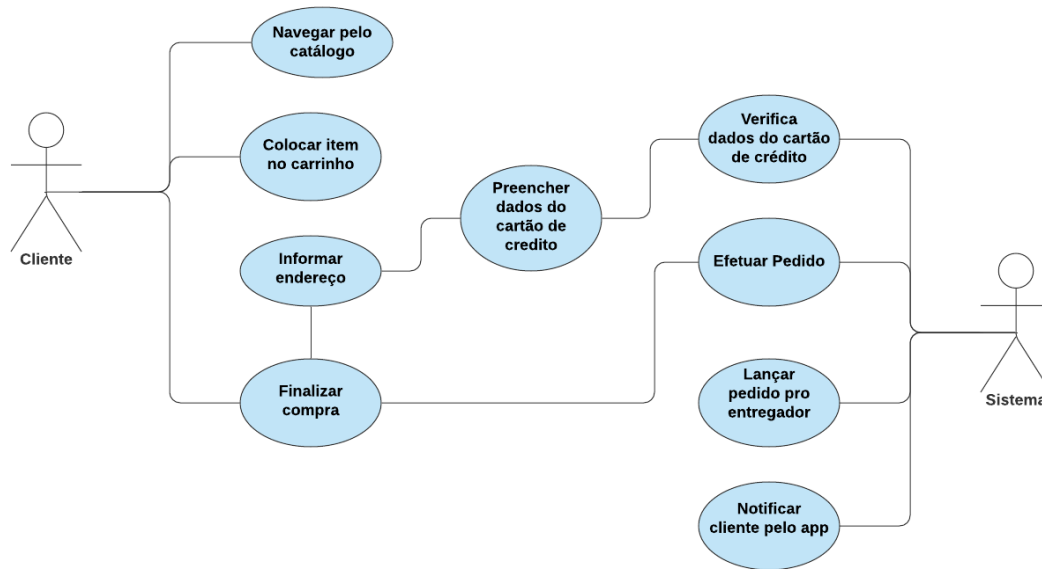 Navegar pelo
catálogo
Colocar item
no carrinho
Cliente
Informar
endereço
Finalizar
compra
Preencher
dados do
cartão de
credito
Verifica
dados do cartão
de crédito
Efetuar Pedido
Lançar
pedido pro
entregador
Notificar
cliente pelo app
Sistema